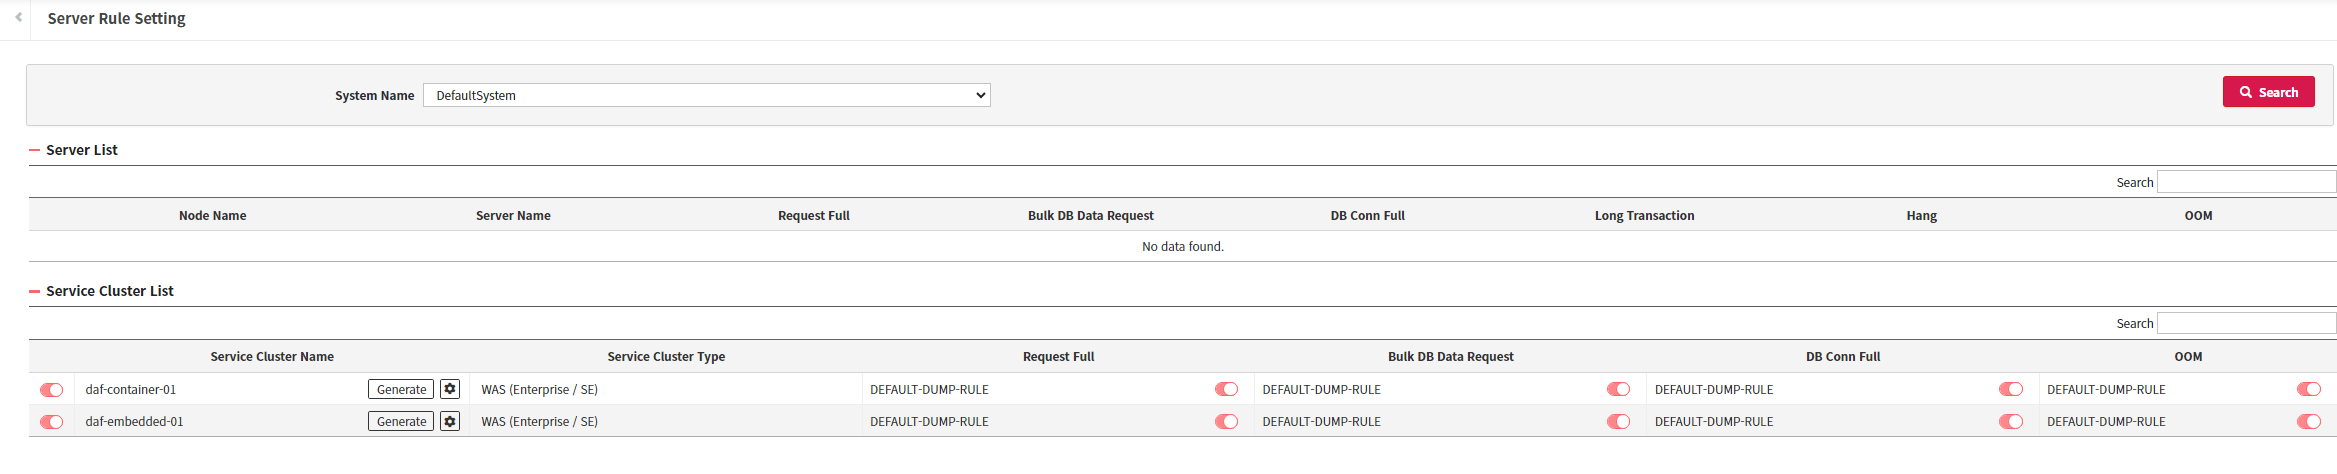 Server Rule Setting
System Name DefaultSystem Search
Server List
Search
Node Name Server Name Request Full Bulk DB Data Request DB Conn Full Long Transaction Hang OOM
No data found.
Service Cluster List
Search
Service Cluster Name Service Cluster Type Request Full Bulk DB Data Request DB Conn Full OOM
daf-container-01 Generate WAS (Enterprise / SE) DEFAULT-DUMP-RULE DEFAULT-DUMP-RULE DEFAULT-DUMP-RULE DEFAULT-DUMP-RULE
daf-embedded-01 Generate WAS (Enterprise / SE) DEFAULT-DUMP-RULE DEFAULT-DUMP-RULE DEFAULT-DUMP-RULE DEFAULT-DUMP-RULE